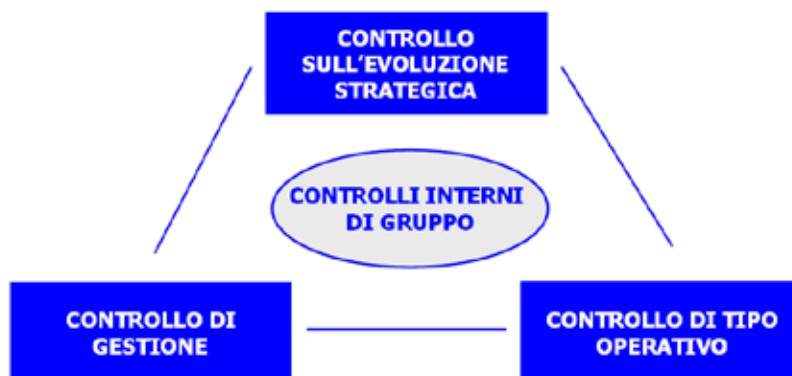 CONTROLLO
SULL'EVOLUZIONE
STRATEGICA
CONTROLLI INTERNI
DI GRUPPO
CONTROLLO DI
GESTIONE
CONTROLLO DI TIPO
OPERATIVO